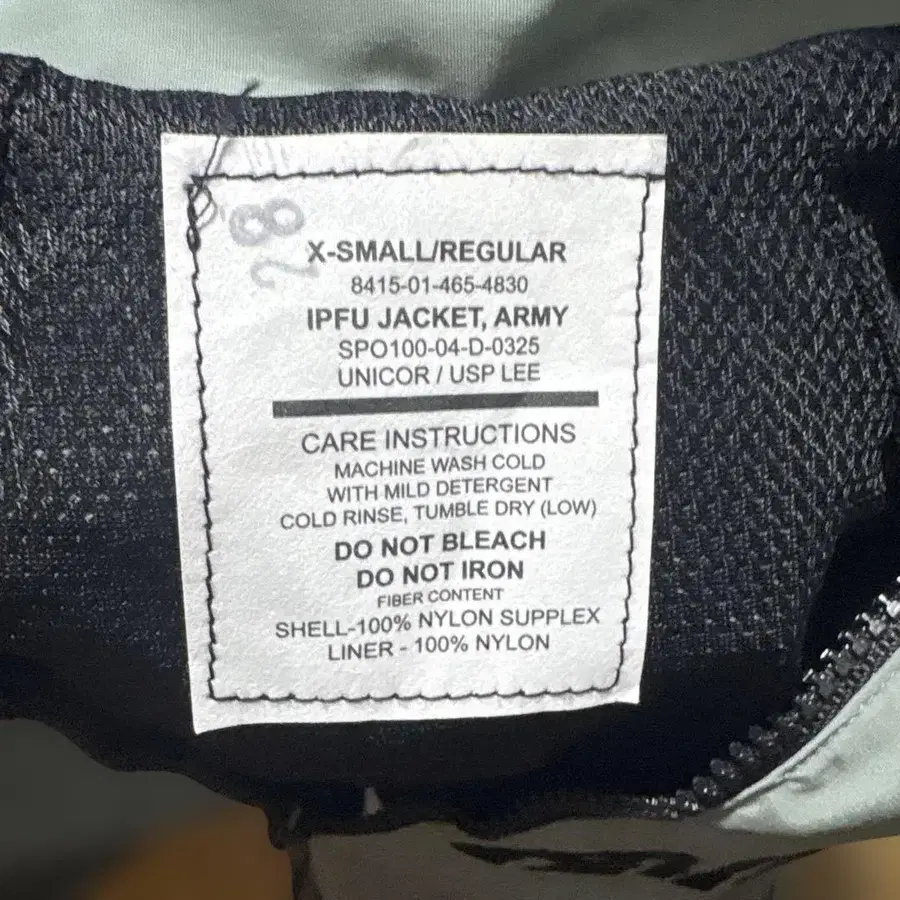 28
X-SMALL/REGULAR
8415-01-465-4830
IPFU JACKET, ARMY
SPO100-04-D-0325
UNICOR / USP LEE
CARE INSTRUCTIONS
MACHINE WASH COLD
WITH MILD DETERGENT
COLD RINSE, TUMBLE DRY (LOW)
DO NOT BLEACH
DO NOT IRON
FIBER CONTENT
SHELL-100% NYLON SUPPLEX
LINER - 100% NYLON